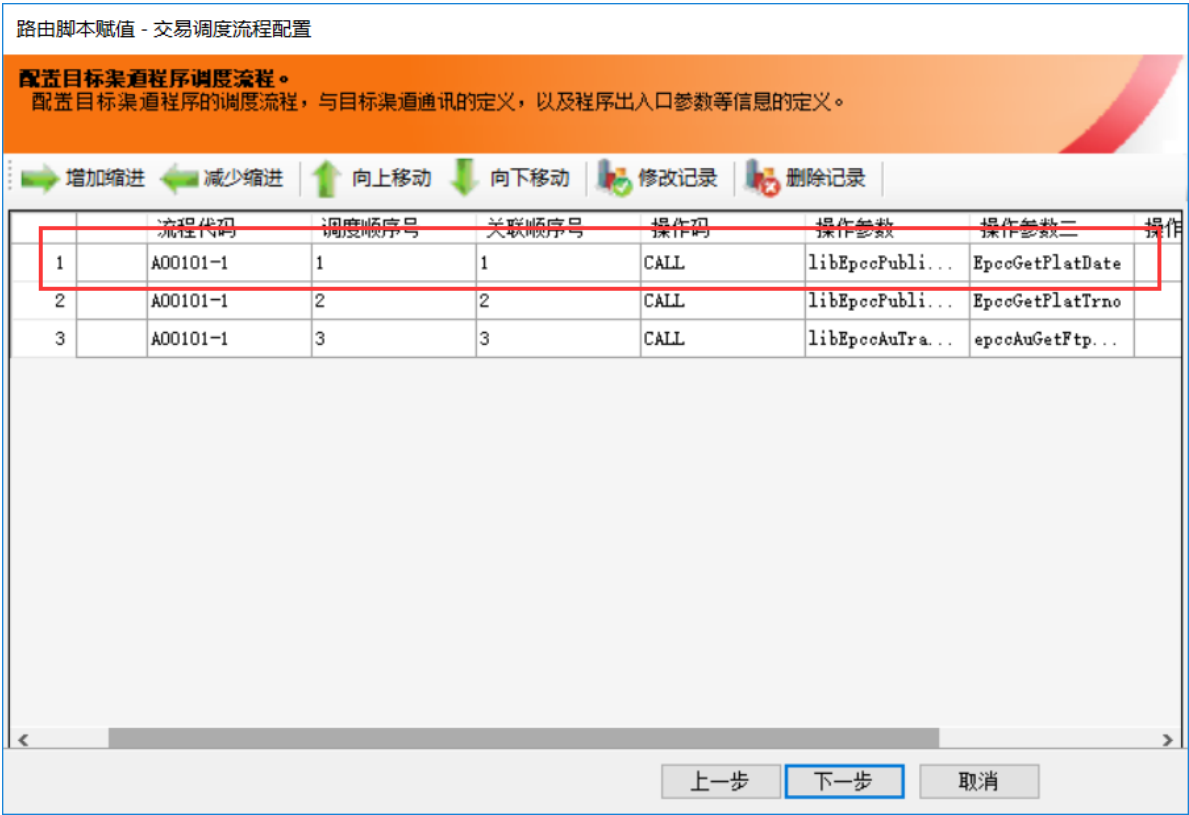 路由脚本赋值 - 交易调度流程配置
配置目标渠道程序调度流程。
配置目标渠道程序的调度流程，与目标渠道通讯的定义，以及程序出入口参数等信息的定义。
增加缩进 减少缩进 向上移动 向下移动 修改记录 删除记录
流程代码 调度顺序号 关联顺序号 操作码 操作参数 操作参数二 操作
1 A00101-1 1 1 CALL libEpccPubli... EpccGetPlatDate
2 A00101-1 2 2 CALL libEpccPubli... EpccGetPlatTrno
3 A00101-1 3 3 CALL libEpccAuTra... epccAuGetFtp...
上一步 下一步 取消